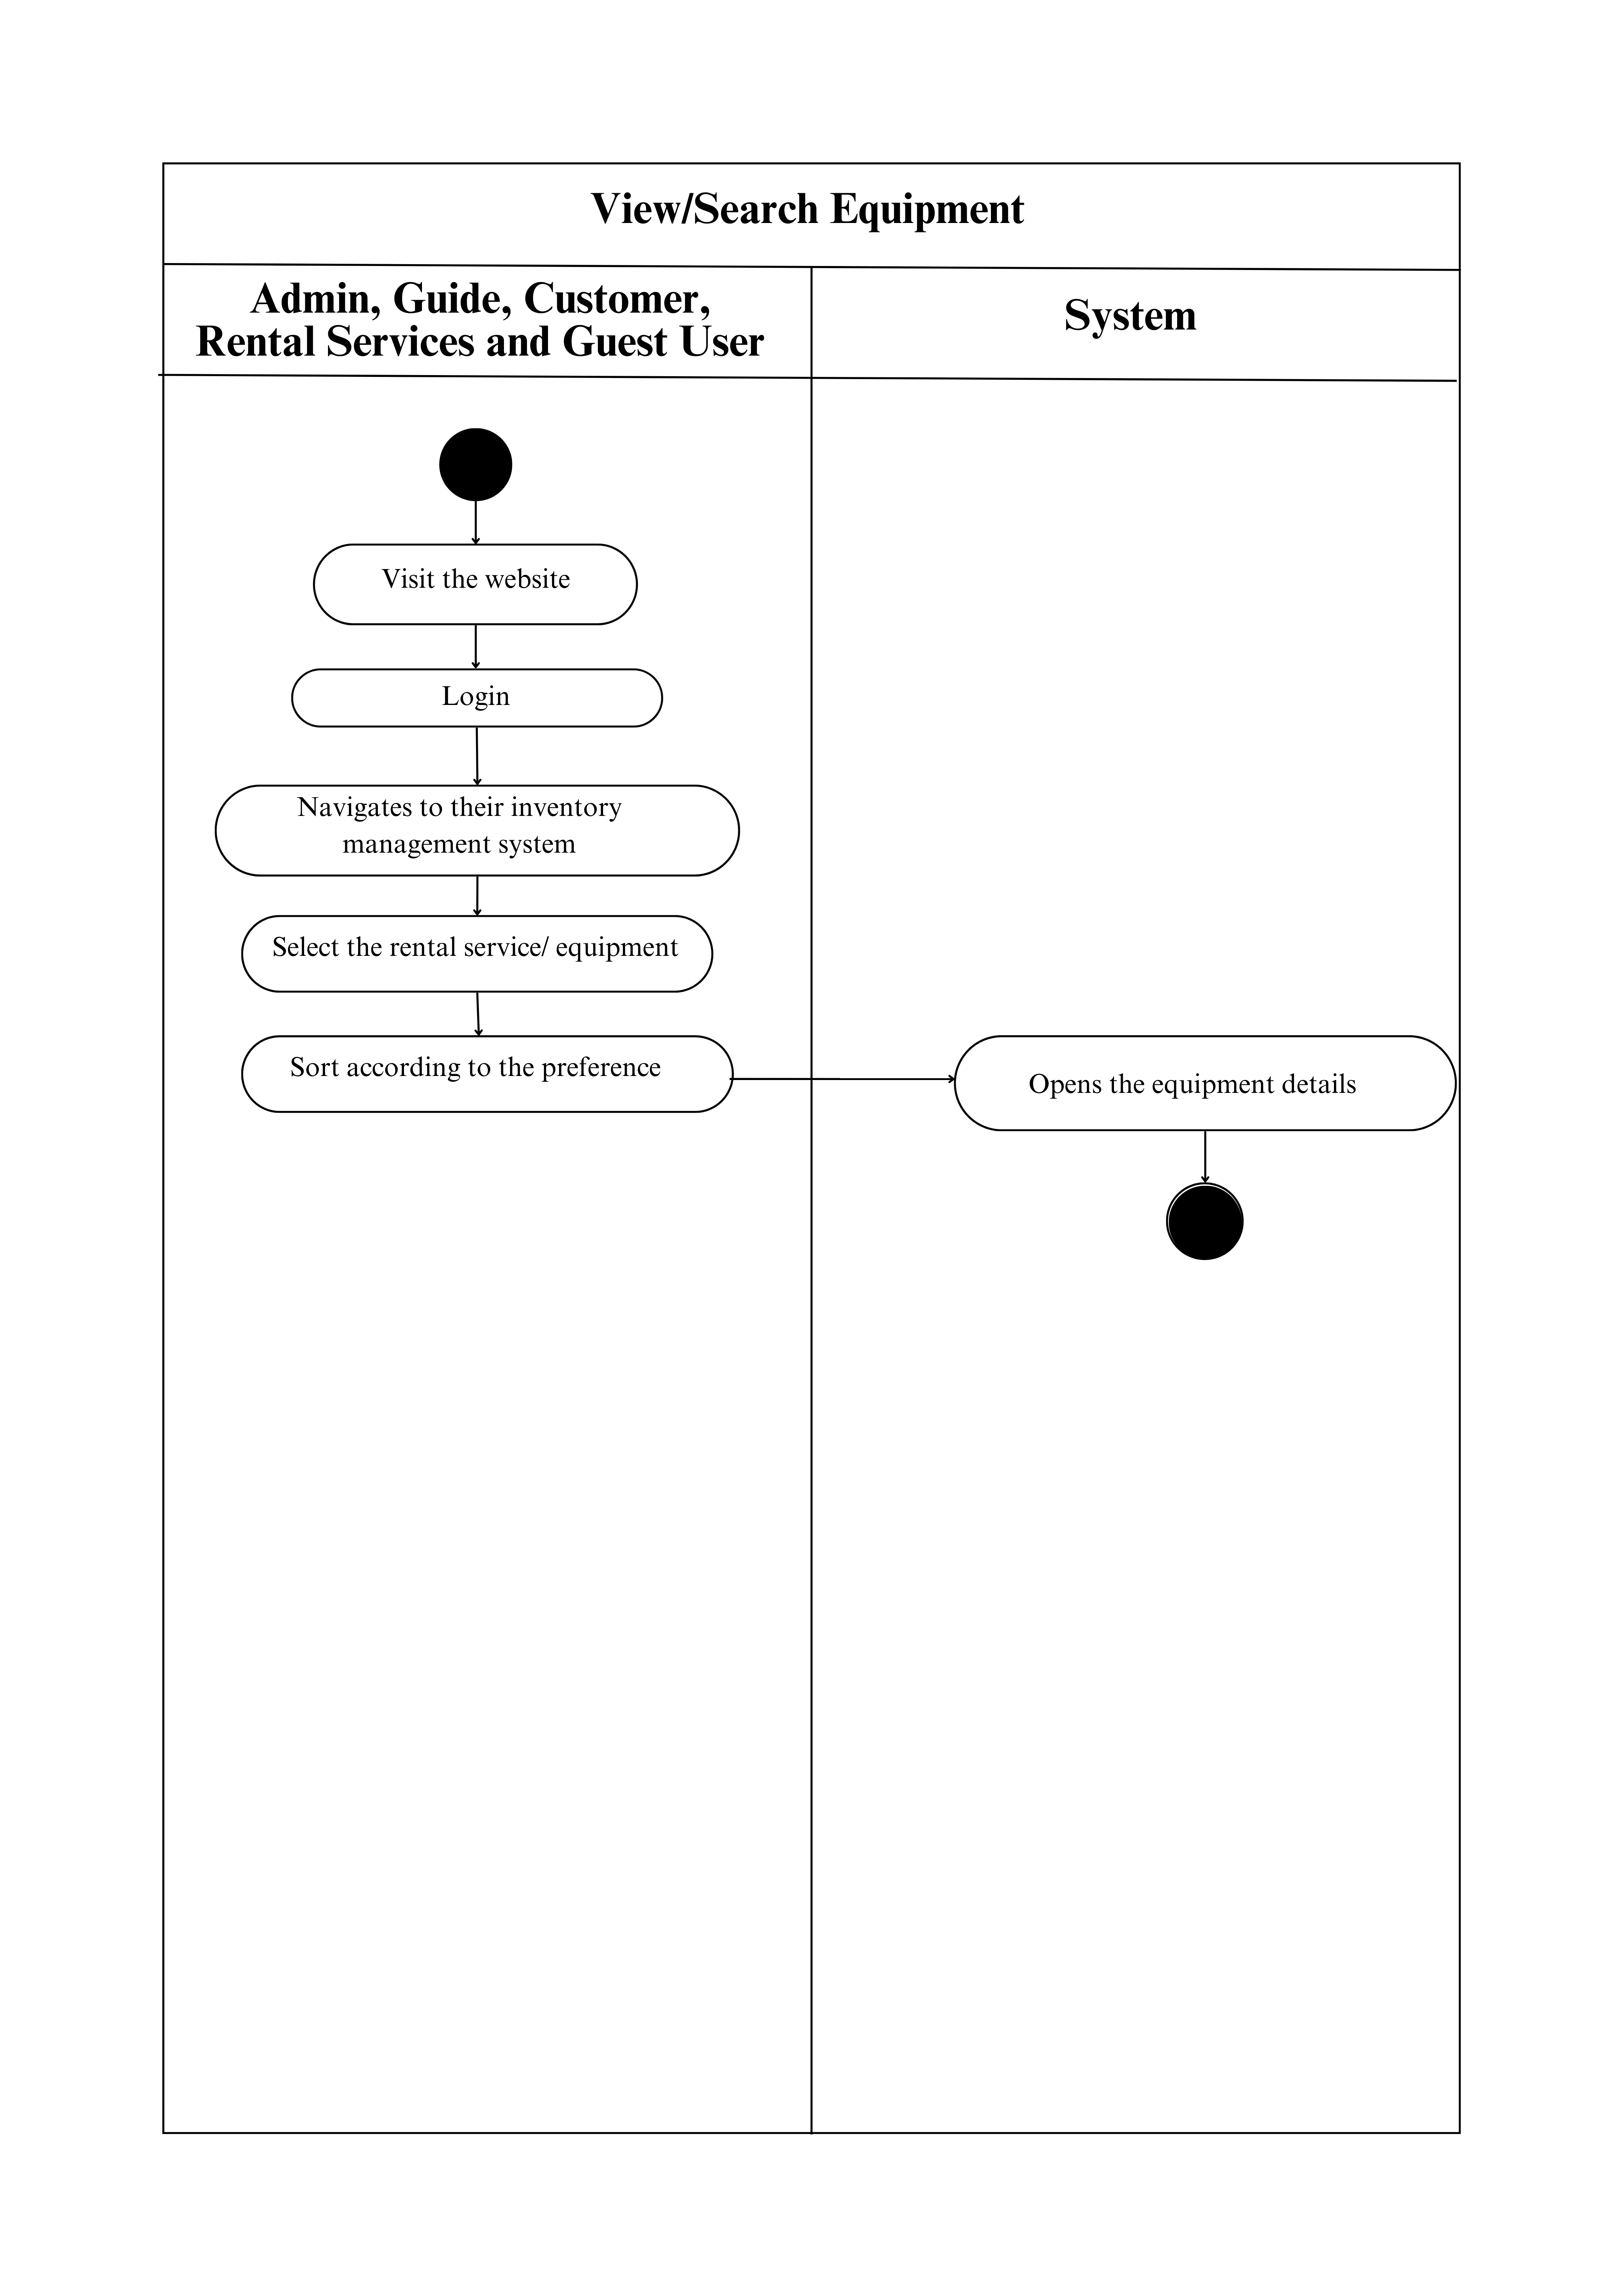 View/Search Equipment
Admin, Guide, Customer,
Rental Services and Guest User
System
Visit the website
Login
Navigates to their inventory
management system
Select the rental service/ equipment
Sort according to the preference
Opens the equipment details